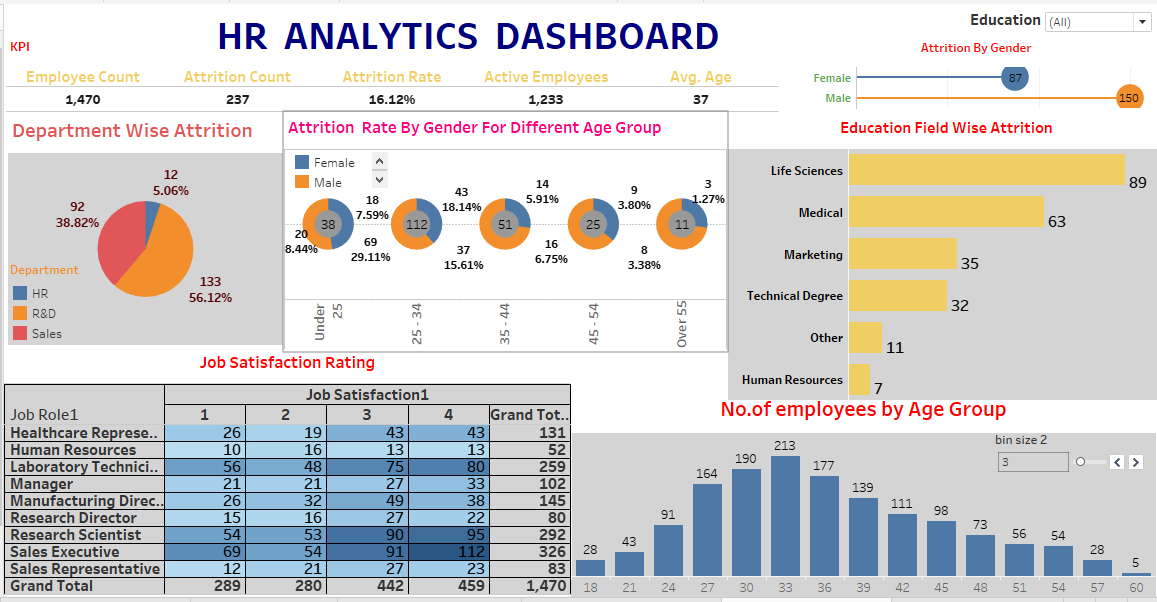 HR ANALYTICS DASHBOARD
Education (All)
KPI
Attrition By Gender
Employee Count Attrition Count Attrition Rate Active Employees Avg. Age
1,470 237 16.12% 1,233 37
Female 87
Male 150
Department Wise Attrition
12
5.06%
92
38.82%
133
56.12%
Department
HR
R&D
Sales
Attrition Rate By Gender For Different Age Group
Female
Male
38
18
7.59%
20
8.44%
112
43
18.14%
69
29.11%
51
14
5.91%
37
15.61%
25
9
3.80%
16
6.75%
11
3
1.27%
8
3.38%
Under 25
25 - 34
35 - 44
45 - 54
Over 55
Education Field Wise Attrition
Life Sciences 89
Medical 63
Marketing 35
Technical Degree 32
Other 11
Human Resources 7
Job Satisfaction Rating
Job Satisfaction1
Job Role1 1 2 3 4 Grand Tot..
Healthcare Represe.. 26 19 43 43 131
Human Resources 10 16 13 13 52
Laboratory Technici.. 56 48 75 80 259
Manager 21 21 27 33 102
Manufacturing Direc.. 26 32 49 38 145
Research Director 15 16 27 22 80
Research Scientist 54 53 90 95 292
Sales Executive 69 54 91 112 326
Sales Representative 12 21 27 23 83
Grand Total 289 280 442 459 1,470
No.of employees by Age Group
bin size 2
3
28 43 91 164 190 213 177 139 111 98 73 56 54 28 5
18 21 24 27 30 33 36 39 42 45 48 51 54 57 60